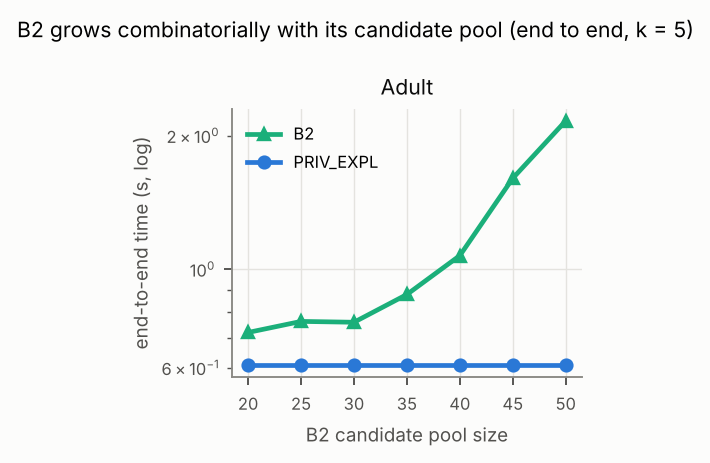 B2 grows combinatorially with its candidate pool (end to end, k = 5)
Adult
B2
PRIV_EXPL
end-to-end time (s, log)
2 × 10⁰
10⁰
6 × 10⁻¹
20 25 30 35 40 45 50
B2 candidate pool size